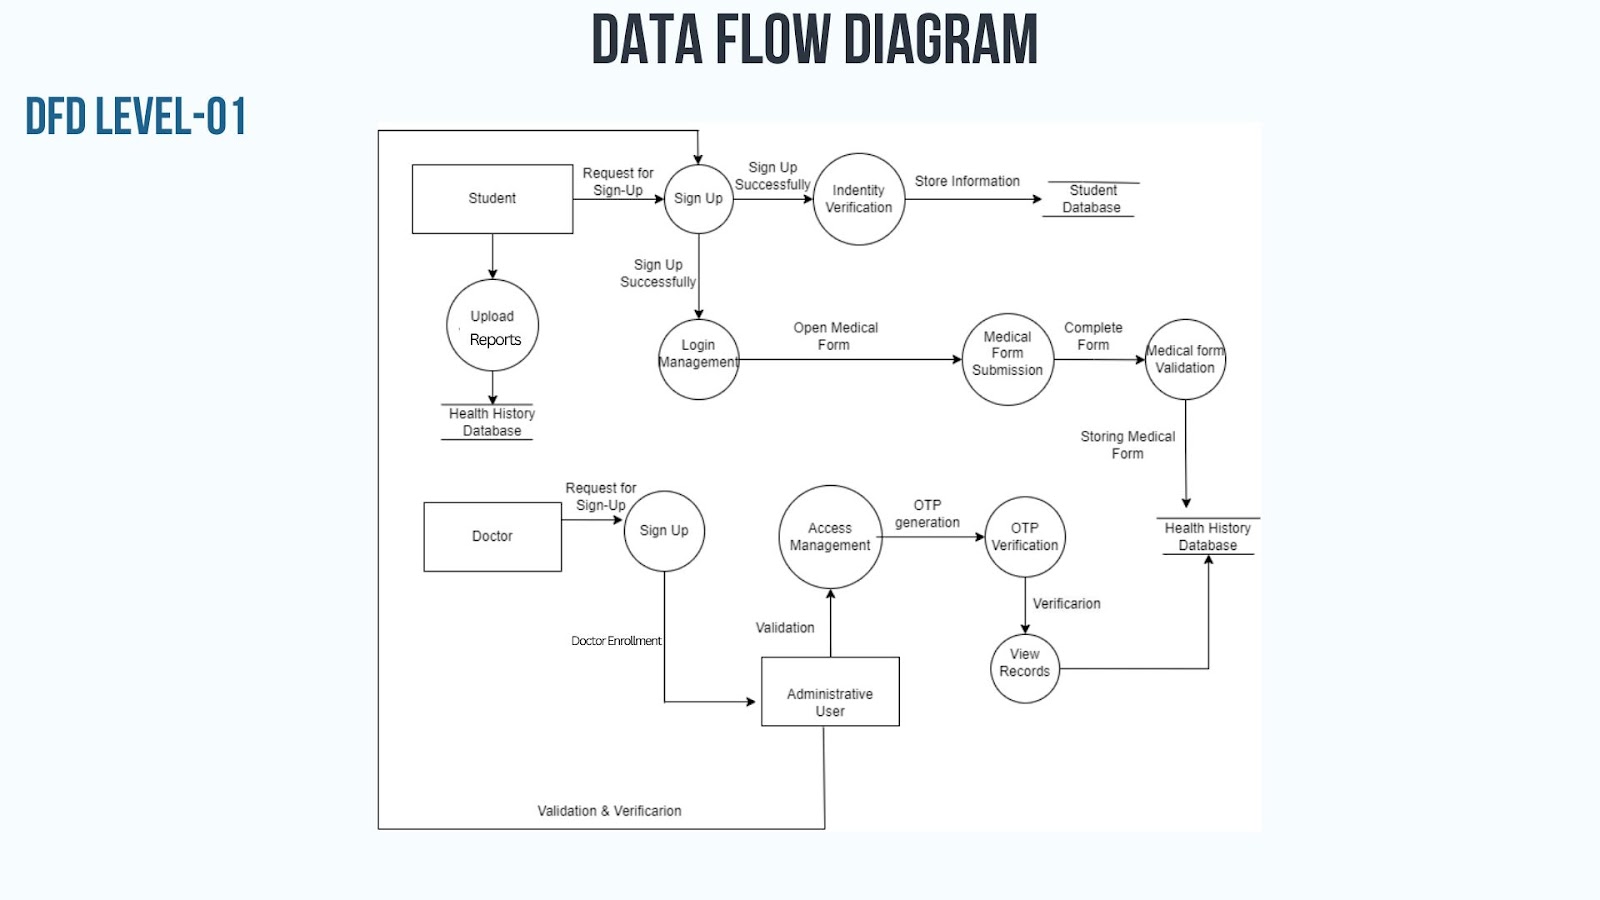 DATA FLOW DIAGRAM
DFD LEVEL-01
Student
Request for
Sign-Up
Sign Up
Sign Up
Successfully
Indentity
Verification
Store Information
Student
Database
Sign Up
Successfully
Upload
Reports
Health History
Database
Login
Management
Open Medical
Form
Medical
Form
Submission
Complete
Form
Medical form
Validation
Storing Medical
Form
Health History
Database
Doctor
Request for
Sign-Up
Sign Up
Doctor Enrollment
Access
Management
OTP
generation
OTP
Verification
Verificarion
View
Records
Validation
Administrative
User
Validation & Verificarion